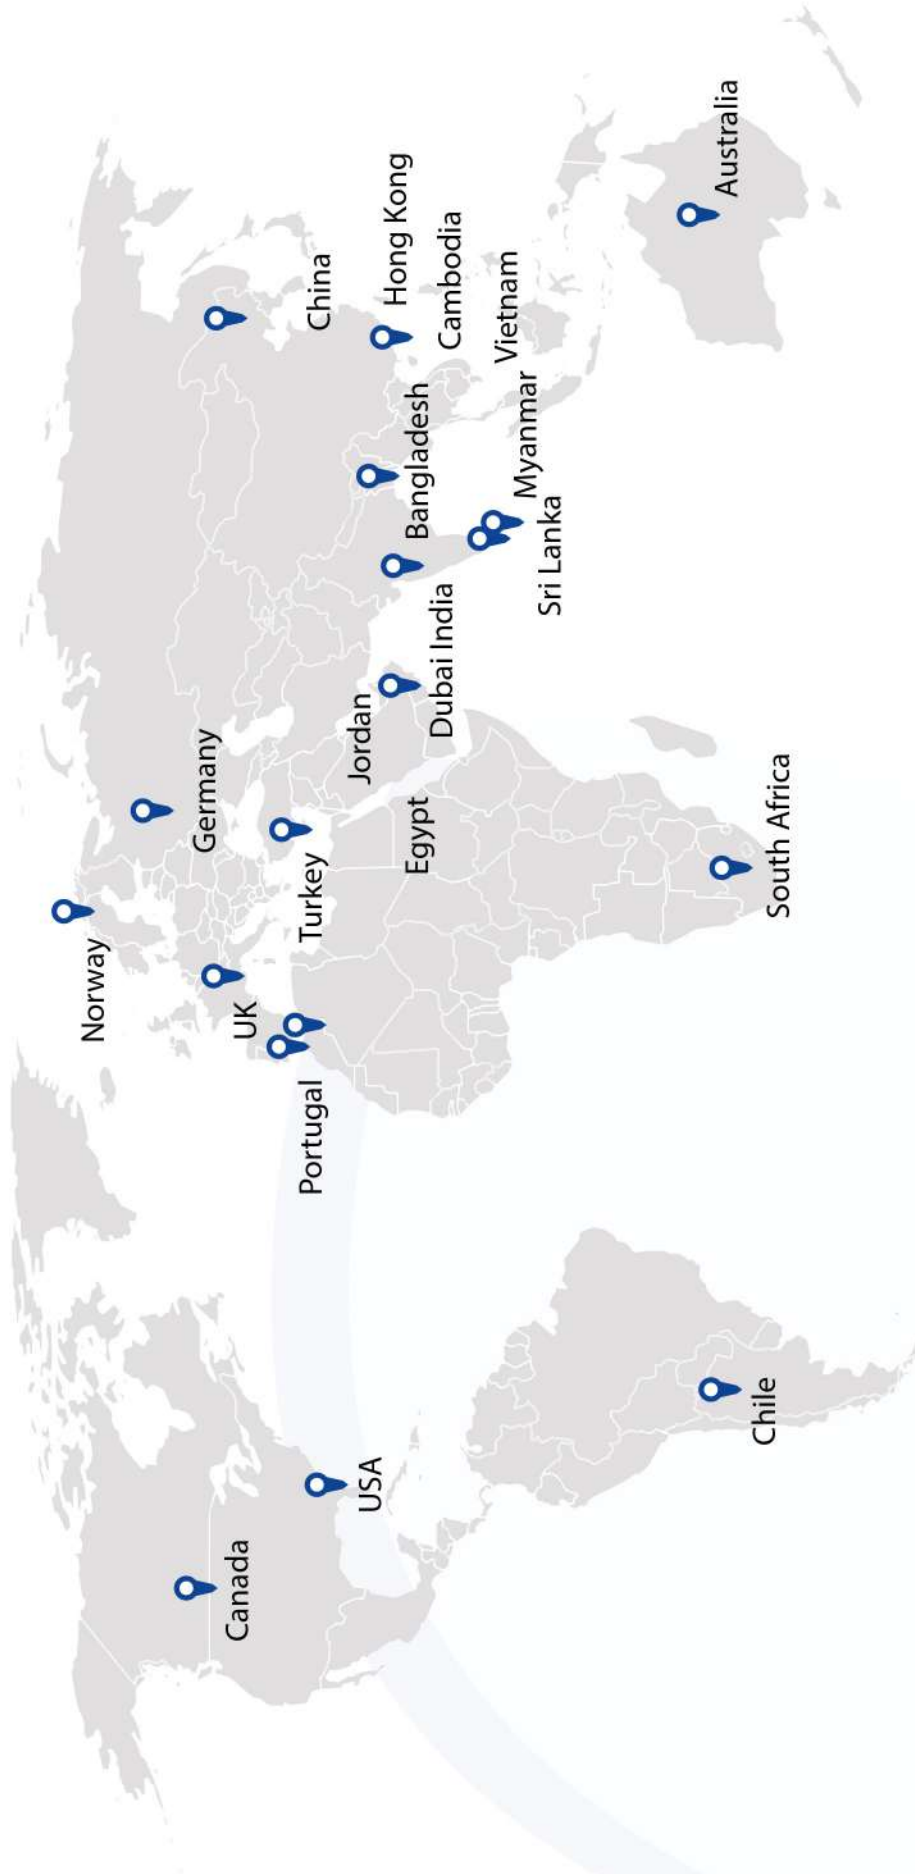 Norway
Germany
Canada
UK
China
Turkey
Portugal
Jordan
USA
Hong Kong
Bangladesh
Egypt
Dubai India
Cambodia
Vietnam
Myanmar
Sri Lanka
Australia
Chile
South Africa